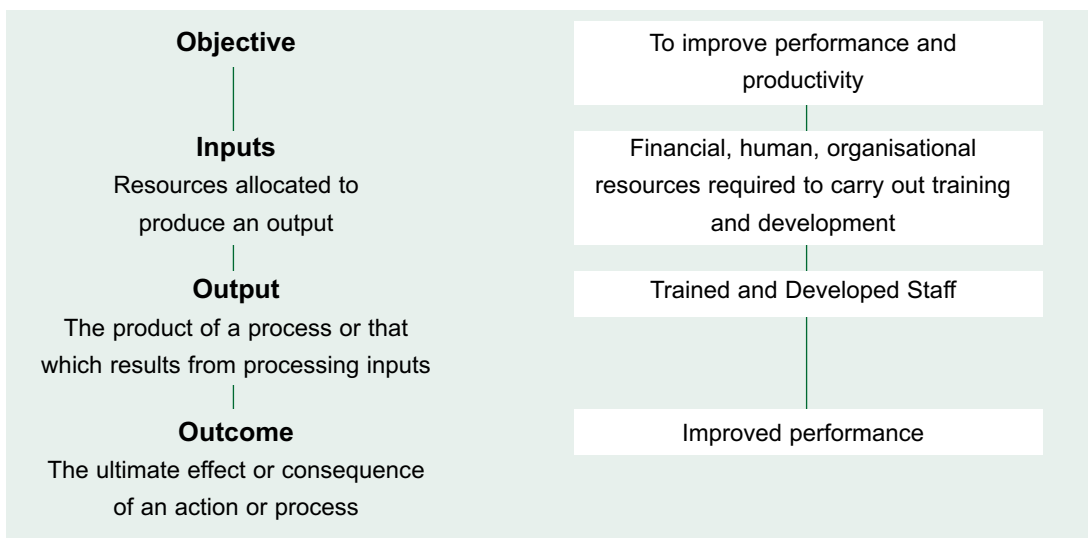 Objective
To improve performance and
productivity
Inputs
Resources allocated to
produce an output
Financial, human, organisational
resources required to carry out training
and development
Output
The product of a process or that
which results from processing inputs
Trained and Developed Staff
Outcome
The ultimate effect or consequence
of an action or process
Improved performance